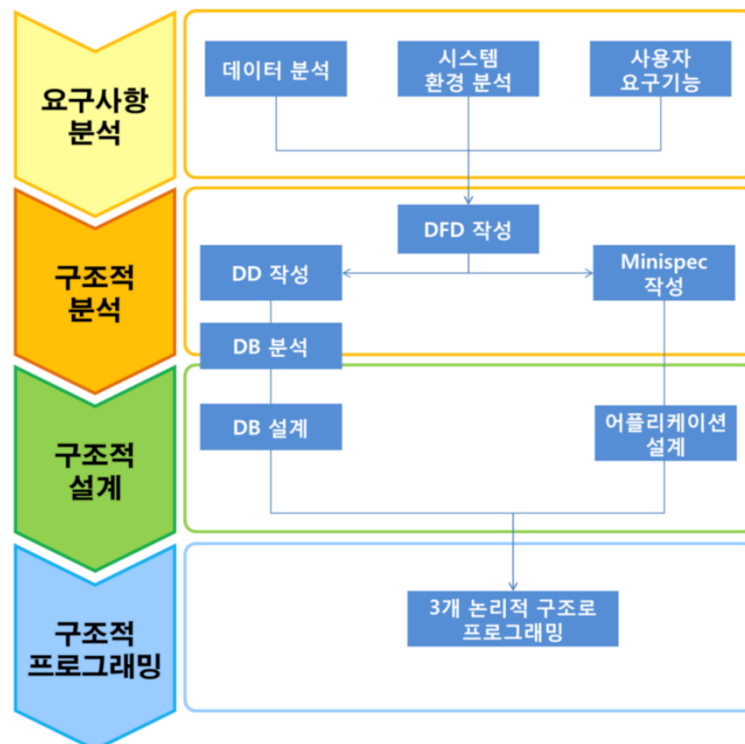 요구사항
분석
데이터 분석
시스템
환경 분석
사용자
요구기능
구조적
분석
DFD 작성
DD 작성
Minispec
작성
DB 분석
구조적
설계
DB 설계
어플리케이션
설계
구조적
프로그래밍
3개 논리적 구조로
프로그래밍